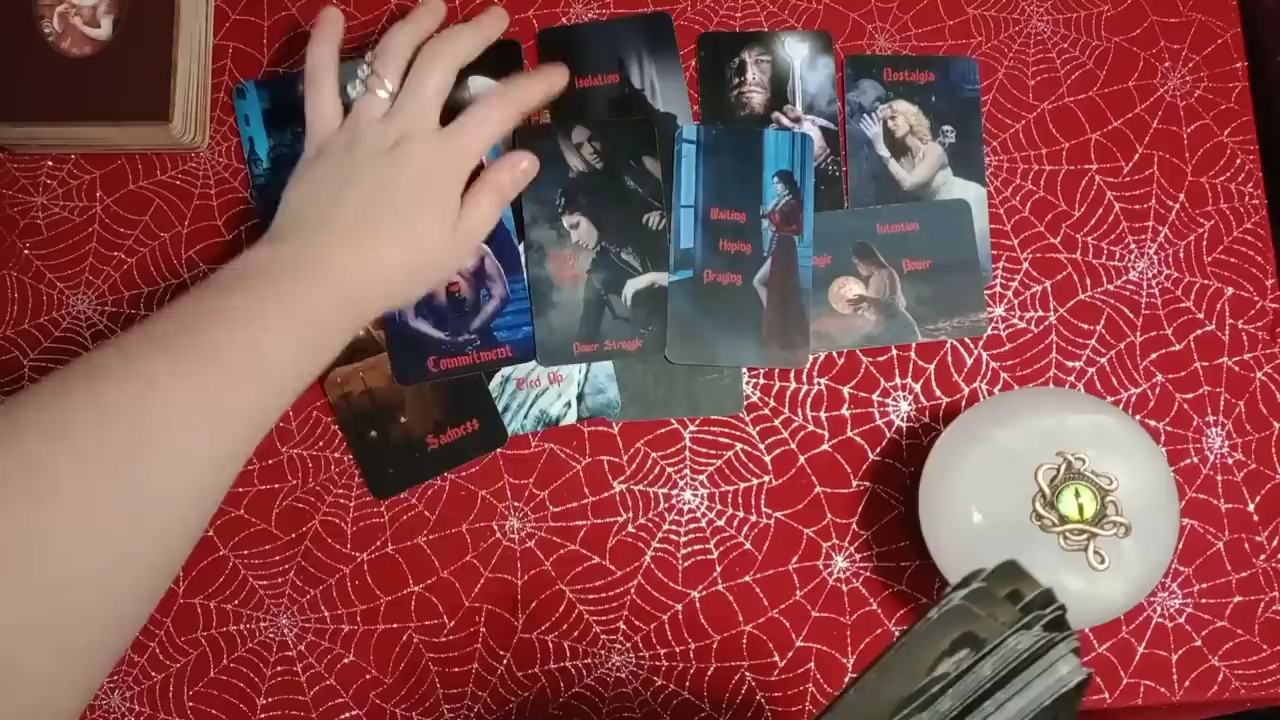 Isolation
Nostalgia
Waiting
Hoping
Praying
Intention
Power
Power Struggle
Commitment
Tied Up
Sadness